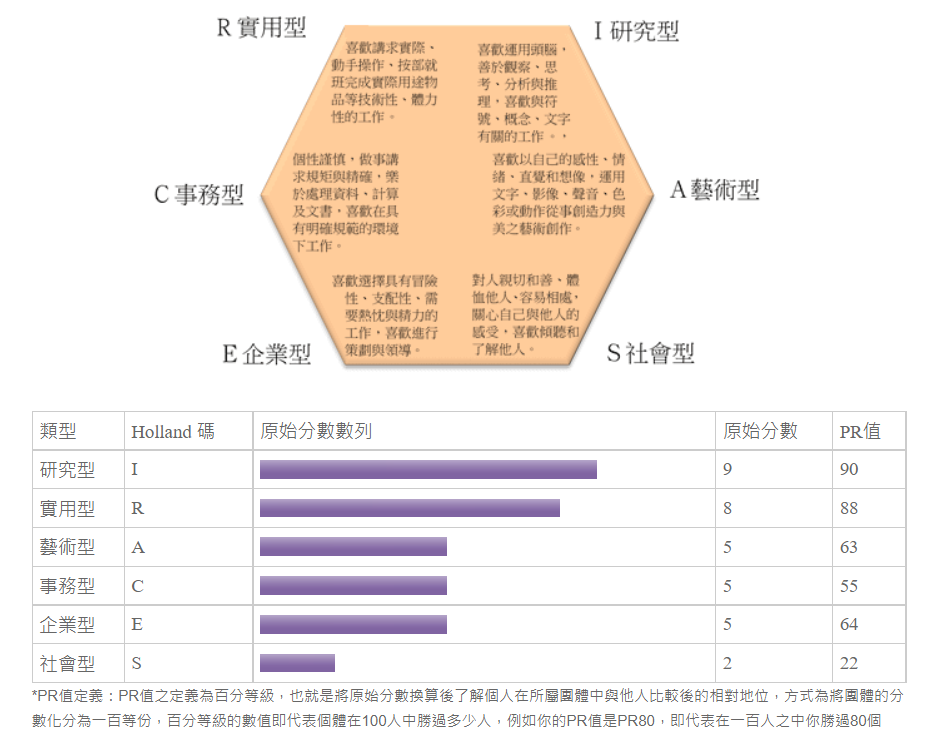 R 實用型
I 研究型
喜歡講求實際、
動手操作、按部就
班完成實際用途物
品等技術性、體力
性的工作。
喜歡運用頭腦，
善於觀察、思
考、分析與推
理，喜歡與符
號、概念、文字
有關的工作。，
C 事務型
個性謹慎，做事講
求規矩與精確，樂
於處理資料、計算
及文書，喜歡在具
有明確規範的環境
下工作。
喜歡以自己的感性、情
緒、直覺和想像，運用
文字、影像、聲音、色
彩或動作從事創造力與
美之藝術創作。
A 藝術型
喜歡選擇具有冒險
性、支配性、需
要熱忱與精力的
工作，喜歡進行
策劃與領導。
對人親切和善、體
恤他人、容易相處，
關心自己與他人的
感受，喜歡傾聽和
了解他人。
E 企業型
S 社會型
類型 Holland 碼 原始分數數列 原始分數 PR值
研究型 I 9 90
實用型 R 8 88
藝術型 A 5 63
事務型 C 5 55
企業型 E 5 64
社會型 S 2 22
*PR值定義：PR值之定義為百分等級，也就是將原始分數換算後了解個人在所屬團體中與他人比較後的相對地位，方式為將團體的分
數化分為一百等份，百分等級的數值即代表個體在100人中勝過多少人，例如你的PR值是PR80，即代表在一百人之中你勝過80個